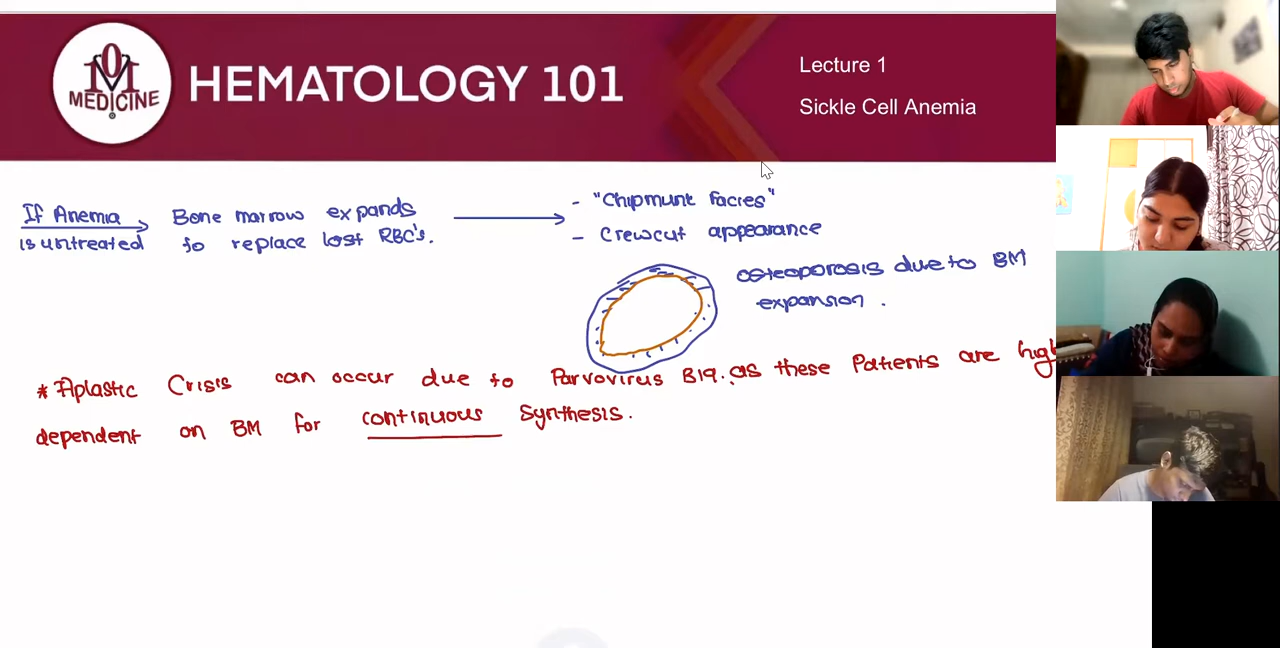 MEDICINE
HEMATOLOGY 101
Lecture 1
Sickle Cell Anemia
If Anemia
is untreated
Bone marrow expands
to replace lost RBC's.
- "Chipmunk facies"
- Crewcut appearance
osteoporosis due to BM
expansion.
* Aplastic Crisis can occur due to Parvovirus B19. as these Patients are high
dependent on BM for continuous synthesis.